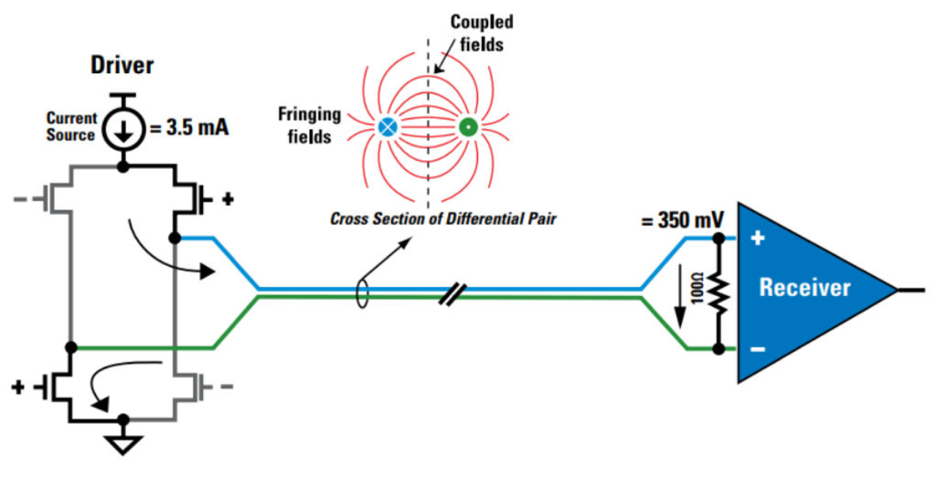 Driver
Current
Source
= 3.5 mA
–
+
+
–
Coupled
fields
Fringing
fields
Cross Section of Differential Pair
= 350 mV
100Ω
+
Receiver
–